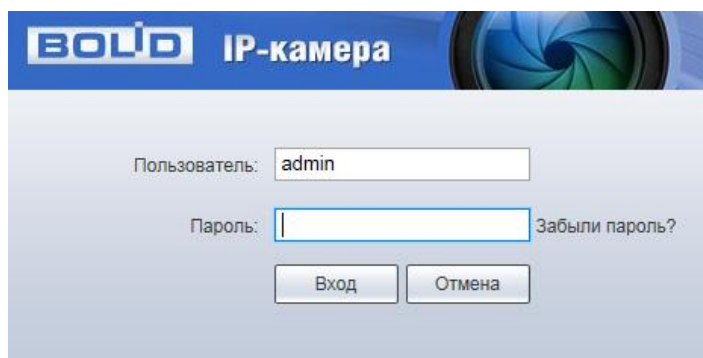 BOLID IP-камера
Пользователь: admin
Пароль: Забыли пароль?
Вход Отмена